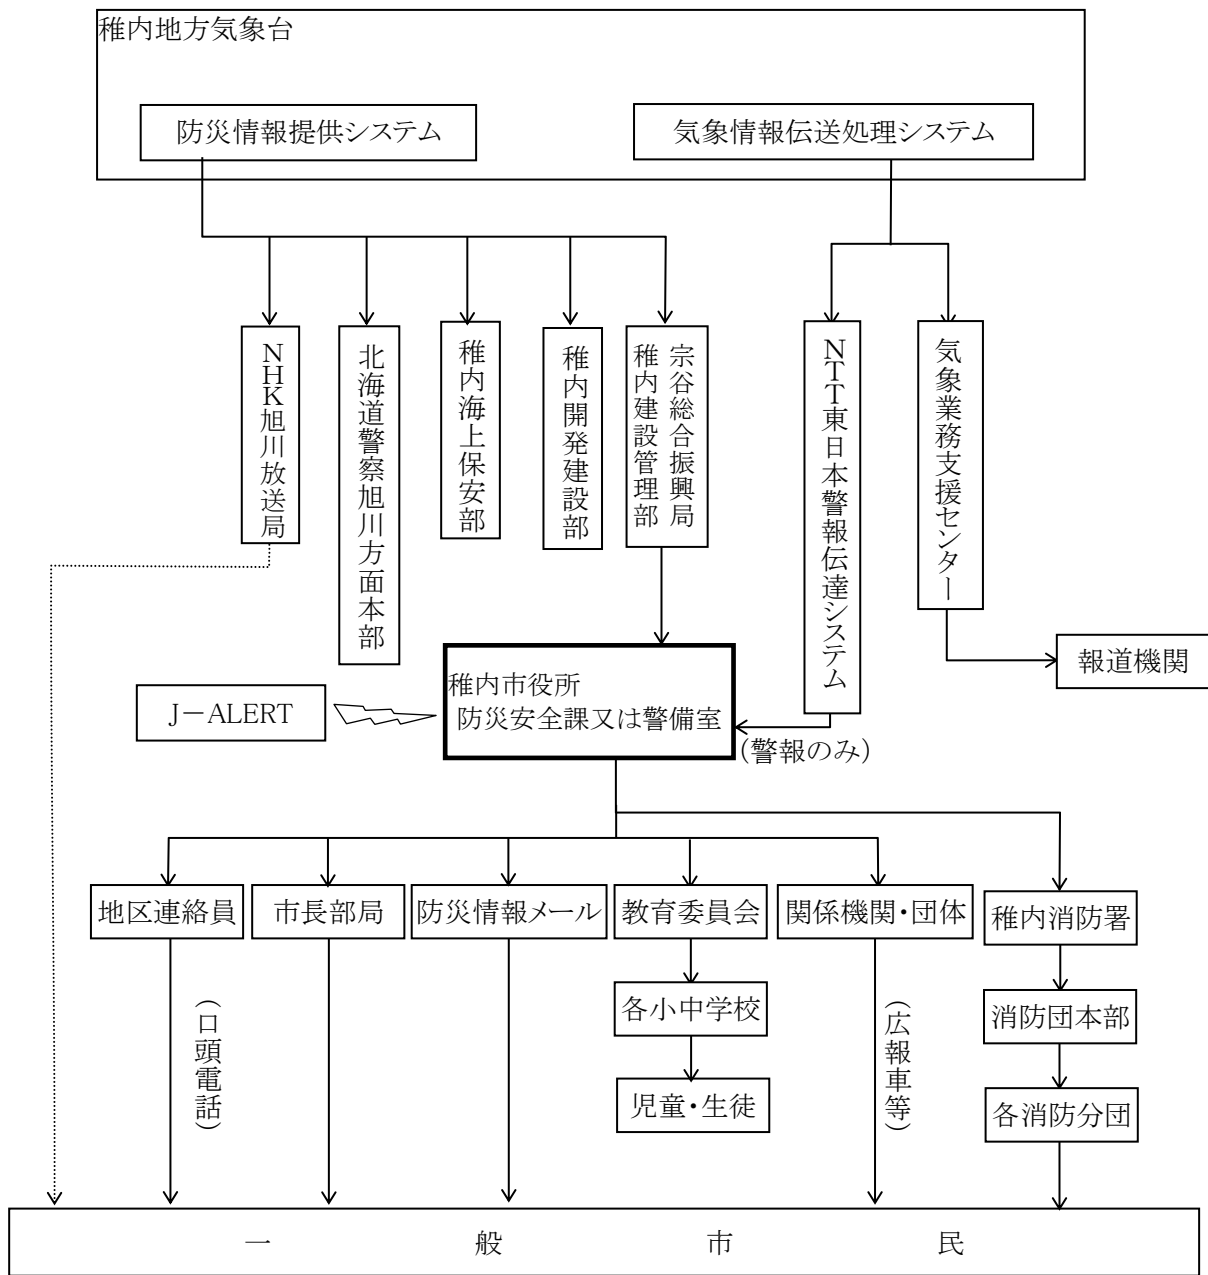 稚内地方気象台
防災情報提供システム
気象情報伝送処理システム
NHK旭川放送局
北海道警察旭川方面本部
稚内海上保安部
稚内開発建設部
宗谷総合振興局
稚内建設管理部
NTT東日本警報伝達システム
気象業務支援センター
報道機関
J-ALERT
稚内市役所
防災安全課又は警備室
(警報のみ)
地区連絡員
市長部局
防災情報メール
教育委員会
関係機関・団体
稚内消防署
(口頭電話)
各小中学校
(広報車等)
消防団本部
児童・生徒
各消防分団
一般市民